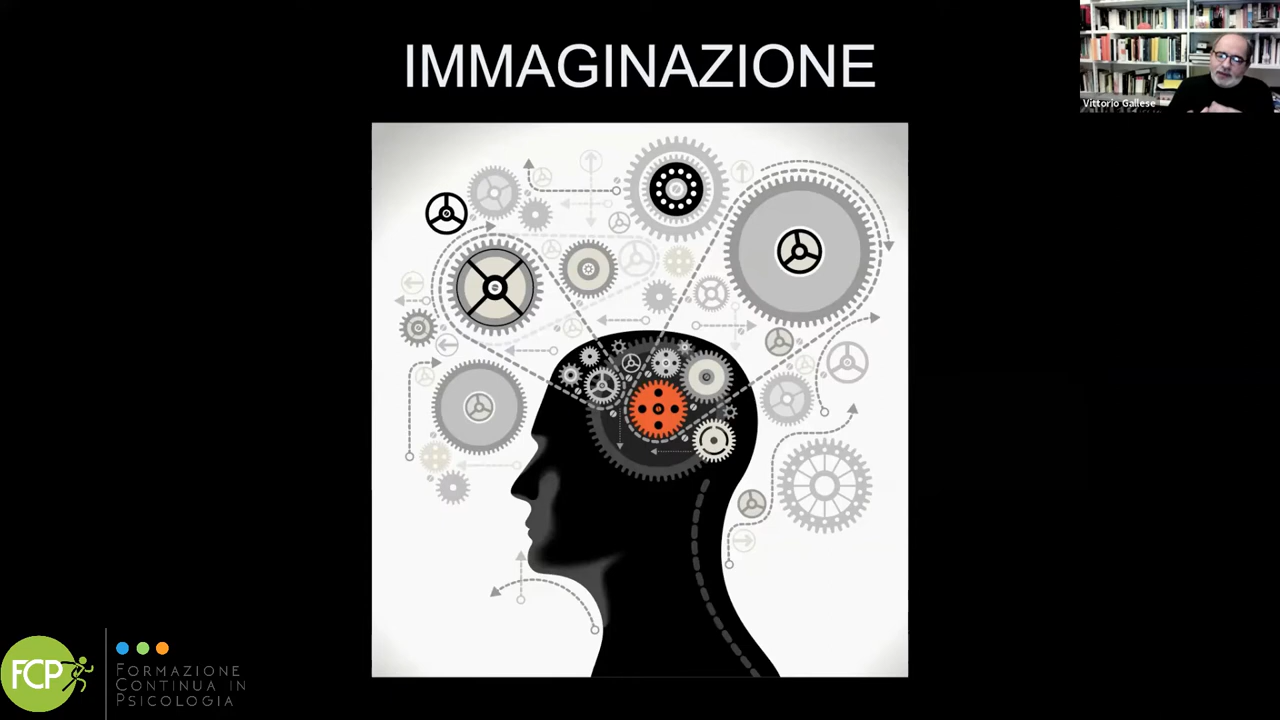 IMMAGINAZIONE
Vittorio Gallese
FCP
FORMAZIONE
CONTINUA IN
PSICOLOGIA